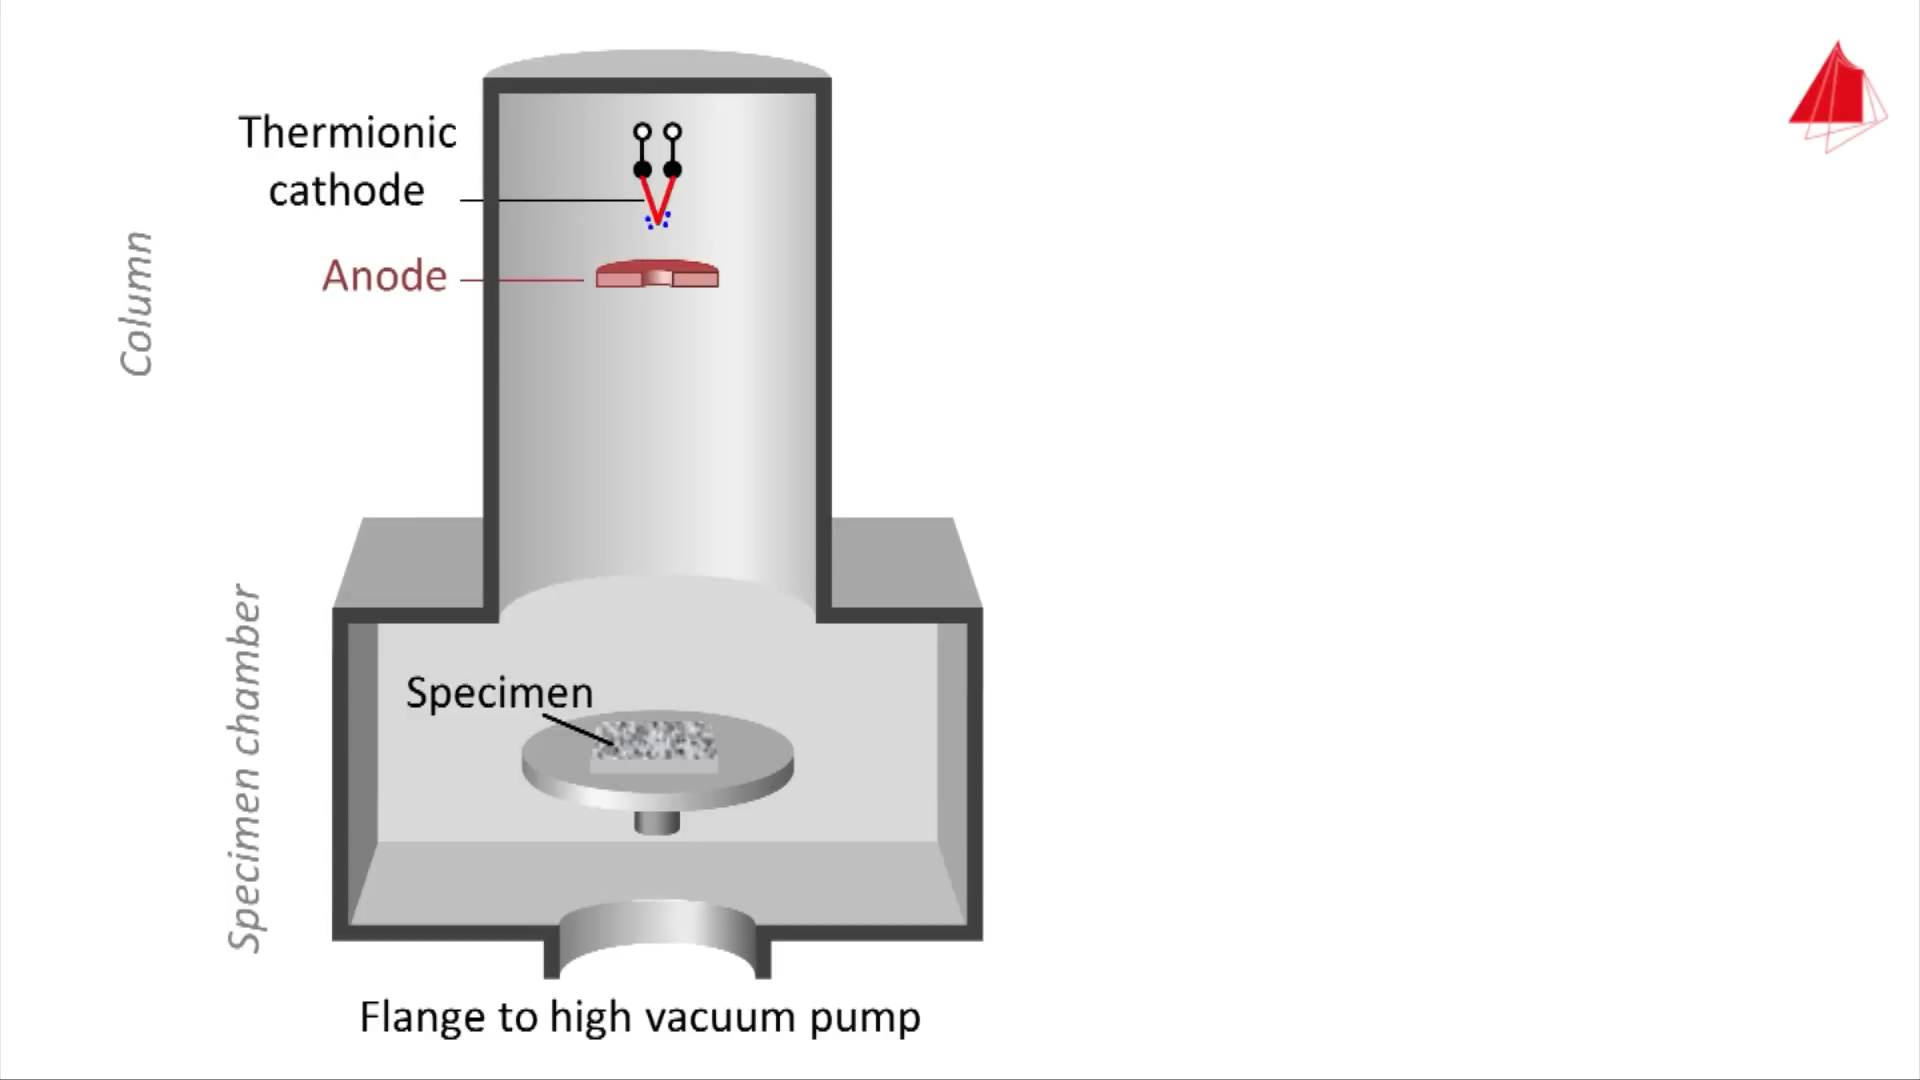 Thermionic
cathode
Anode
Column
Specimen
Specimen chamber
Flange to high vacuum pump